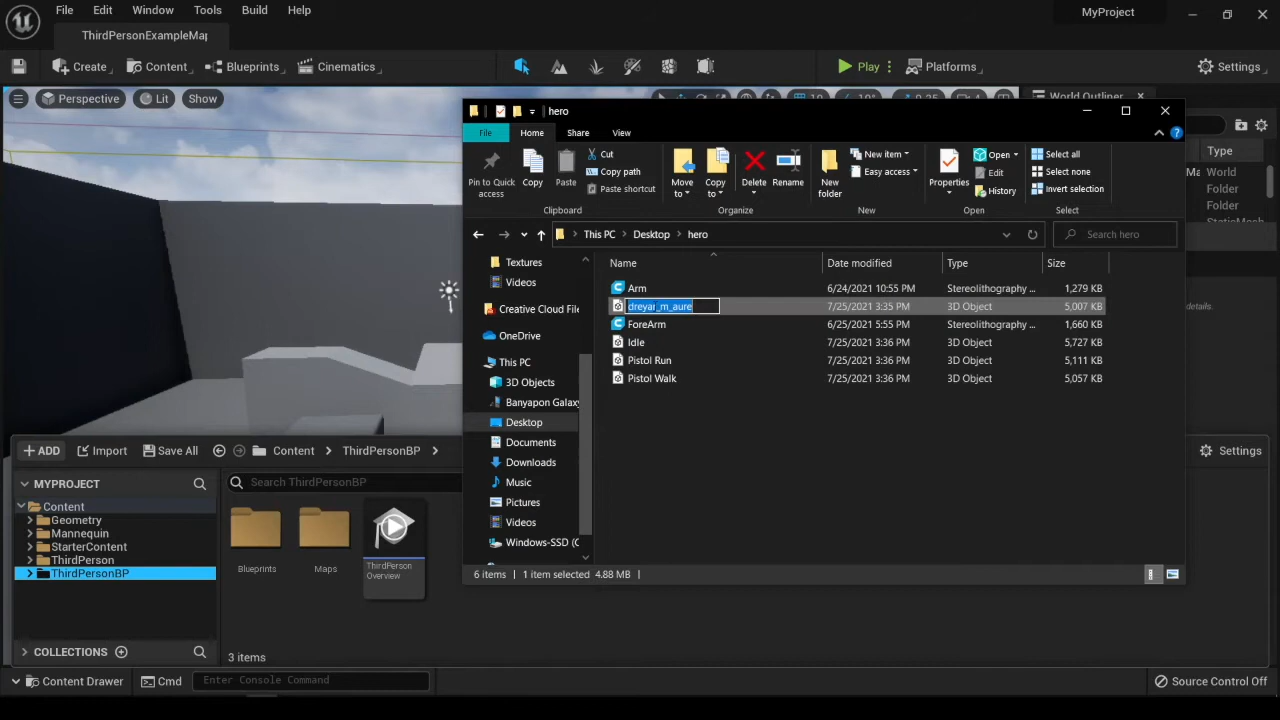 File Edit Window Tools Build Help
MyProject
ThirdPersonExampleMap
Create Content Blueprints Cinematics Play Platforms Settings
Perspective Lit Show
World Outliner
hero
File Home Share View
Type
World
Folder
Folder
StaticMesh
Pin to Quick access
Copy
Paste
Cut
Copy path
Paste shortcut
Move to
Copy to
Delete
Rename
New folder
New item
Easy access
Properties
Open
Edit
History
Select all
Select none
Invert selection
Clipboard Organize New Open Select
This PC Desktop hero
Search hero
Name Date modified Type Size
Textures
Videos
Creative Cloud File
OneDrive
This PC
3D Objects
Banyapon Galaxy
Desktop
Documents
Downloads
Music
Pictures
Videos
Windows-SSD (C
Arm 6/24/2021 10:55 PM Stereolithography ... 1,279 KB
dreyar_m_aure 7/25/2021 3:35 PM 3D Object 5,007 KB
ForeArm 6/25/2021 5:55 PM Stereolithography ... 1,660 KB
Idle 7/25/2021 3:36 PM 3D Object 5,727 KB
Pistol Run 7/25/2021 3:36 PM 3D Object 5,111 KB
Pistol Walk 7/25/2021 3:36 PM 3D Object 5,057 KB
details.
6 items 1 item selected 4.88 MB
ADD Import Save All Content ThirdPersonBP Settings
MYPROJECT
Search ThirdPersonBP
Content
Geometry
Mannequin
StarterContent
ThirdPerson
ThirdPersonBP
Blueprints
Maps
ThirdPerson
Overview
COLLECTIONS
3 items
Content Drawer Cmd Enter Console Command Source Control Off